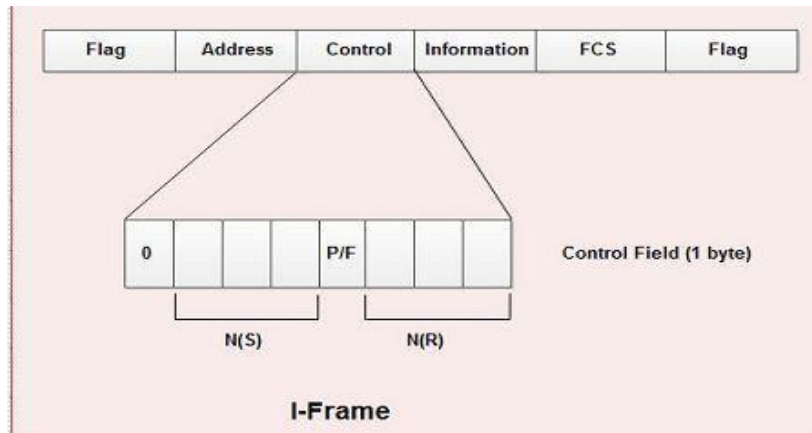 Flag Address Control Information FCS Flag
0 P/F Control Field (1 byte)
N(S) N(R)
I-Frame